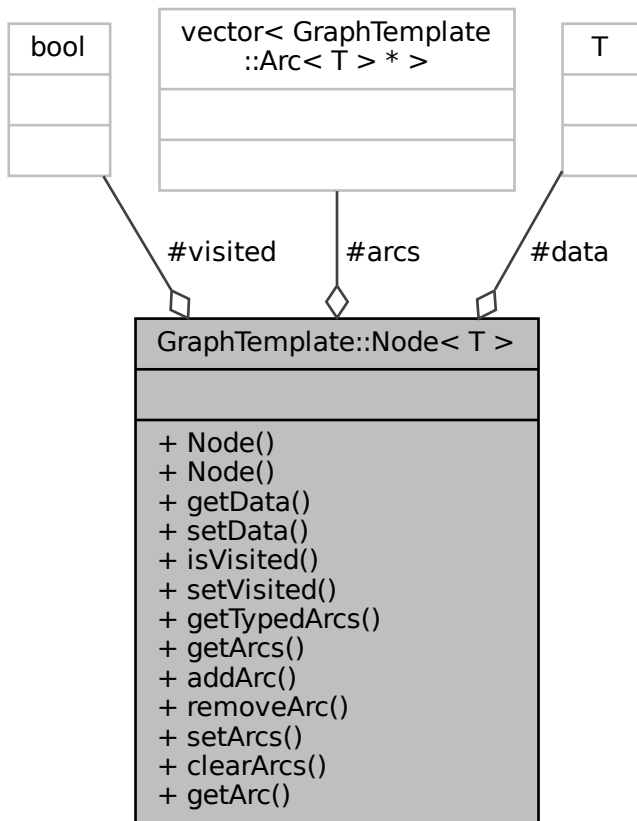 bool
vector< GraphTemplate
::Arc< T > * >
T
#visited
#arcs
#data
GraphTemplate::Node< T >
+ Node()
+ Node()
+ getData()
+ setData()
+ isVisited()
+ setVisited()
+ getTypedArcs()
+ getArcs()
+ addArc()
+ removeArc()
+ setArcs()
+ clearArcs()
+ getArc()